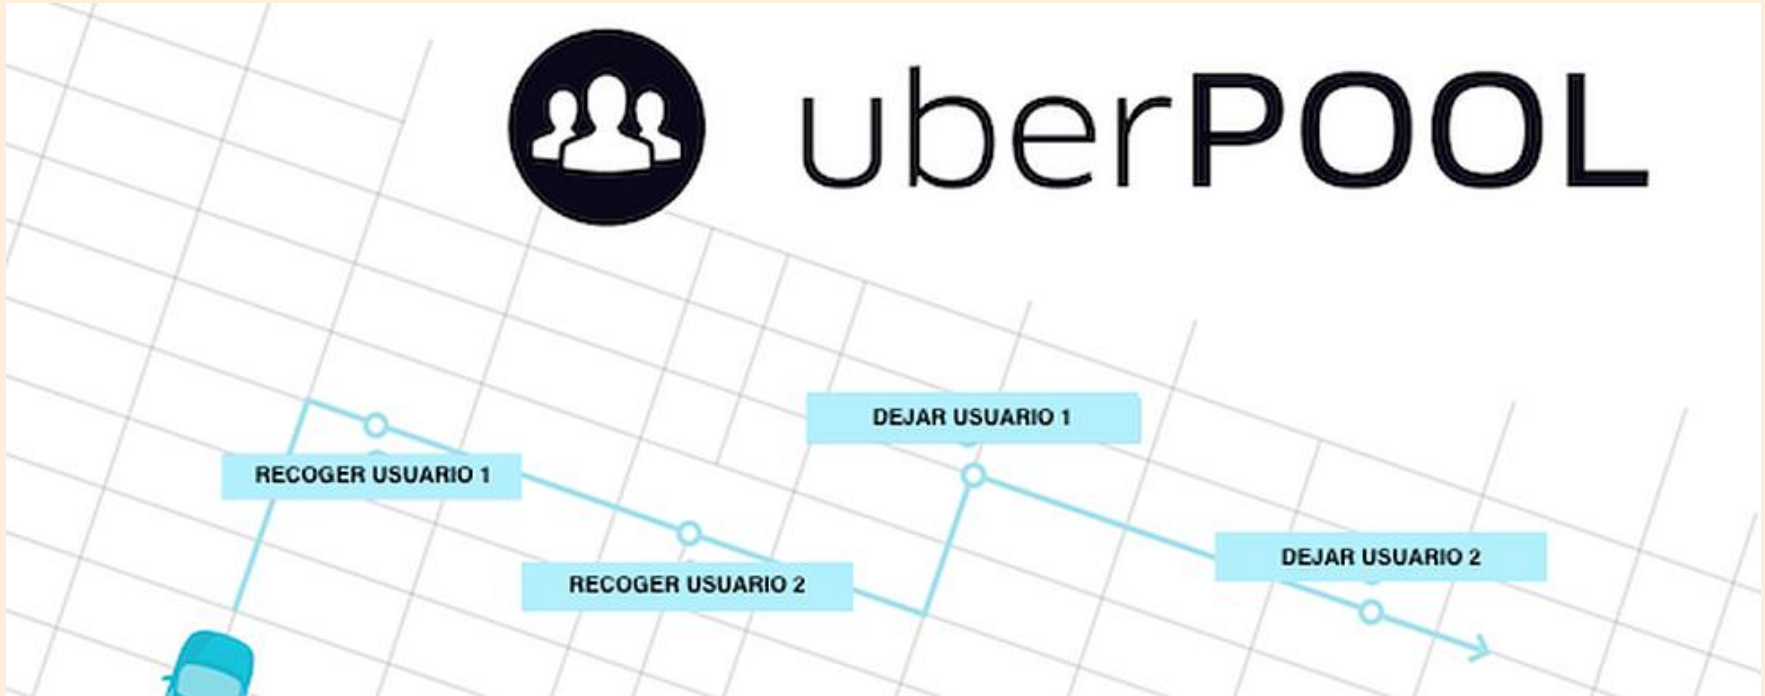 uberPOOL
DEJAR USUARIO 1
RECOGER USUARIO 1
DEJAR USUARIO 2
RECOGER USUARIO 2